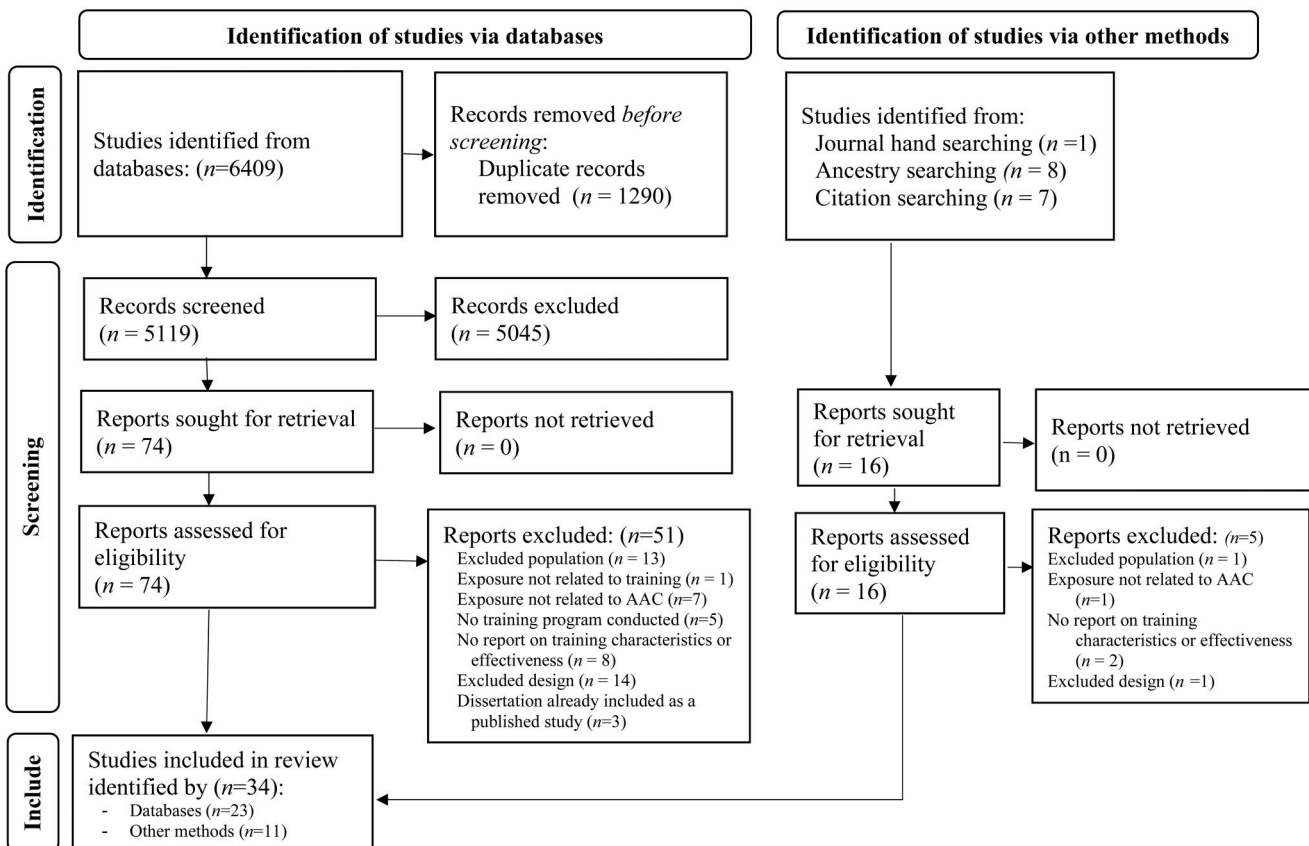 Identification of studies via databases
Identification of studies via other methods
Identification
Studies identified from
databases: (n=6409)
Records removed before
screening:
Duplicate records
removed (n = 1290)
Studies identified from:
Journal hand searching (n =1)
Ancestry searching (n = 8)
Citation searching (n = 7)
Screening
Records screened
(n = 5119)
Records excluded
(n = 5045)
Reports sought for retrieval
(n = 74)
Reports not retrieved
(n = 0)
Reports sought
for retrieval
(n = 16)
Reports not retrieved
(n = 0)
Reports assessed for
eligibility
(n = 74)
Reports excluded: (n=51)
Excluded population (n = 13)
Exposure not related to training (n = 1)
Exposure not related to AAC (n=7)
No training program conducted (n=5)
No report on training characteristics or
effectiveness (n = 8)
Excluded design (n = 14)
Dissertation already included as a
published study (n=3)
Reports assessed
for eligibility
(n = 16)
Reports excluded: (n=5)
Excluded population (n = 1)
Exposure not related to AAC
(n=1)
No report on training
characteristics or effectiveness
(n = 2)
Excluded design (n =1)
Include
Studies included in review
identified by (n=34):
- Databases (n=23)
- Other methods (n=11)